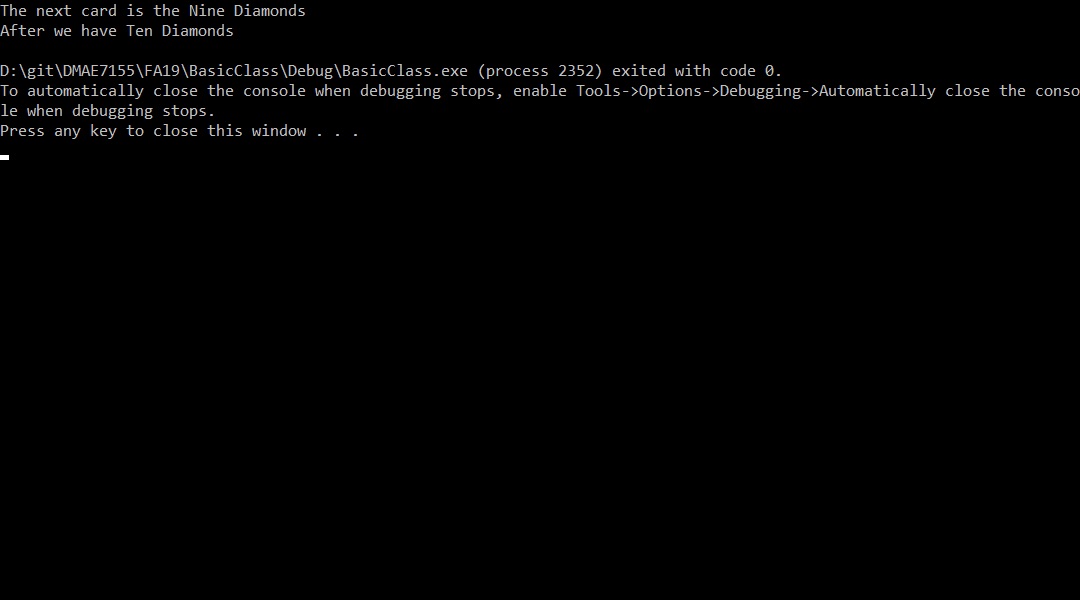 The next card is the Nine Diamonds
After we have Ten Diamonds
D:\git\DMAE7155\FA19\BasicClass\Debug\BasicClass.exe (process 2352) exited with code 0.
To automatically close the console when debugging stops, enable Tools->Options->Debugging->Automatically close the conso
le when debugging stops.
Press any key to close this window . . .